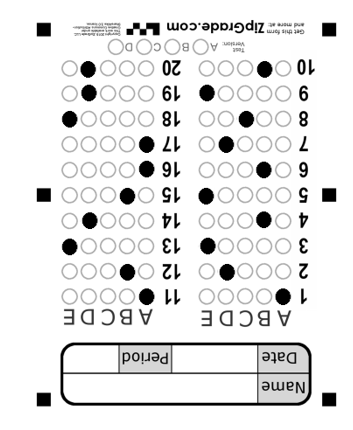 Name
Date Period
A B C D E A B C D E
1 11
2 12
3 13
4 14
5 15
6 16
7 17
8 18
9 19
10 20
Test Version: A B C D
Get this form and more at: ZipGrade.com